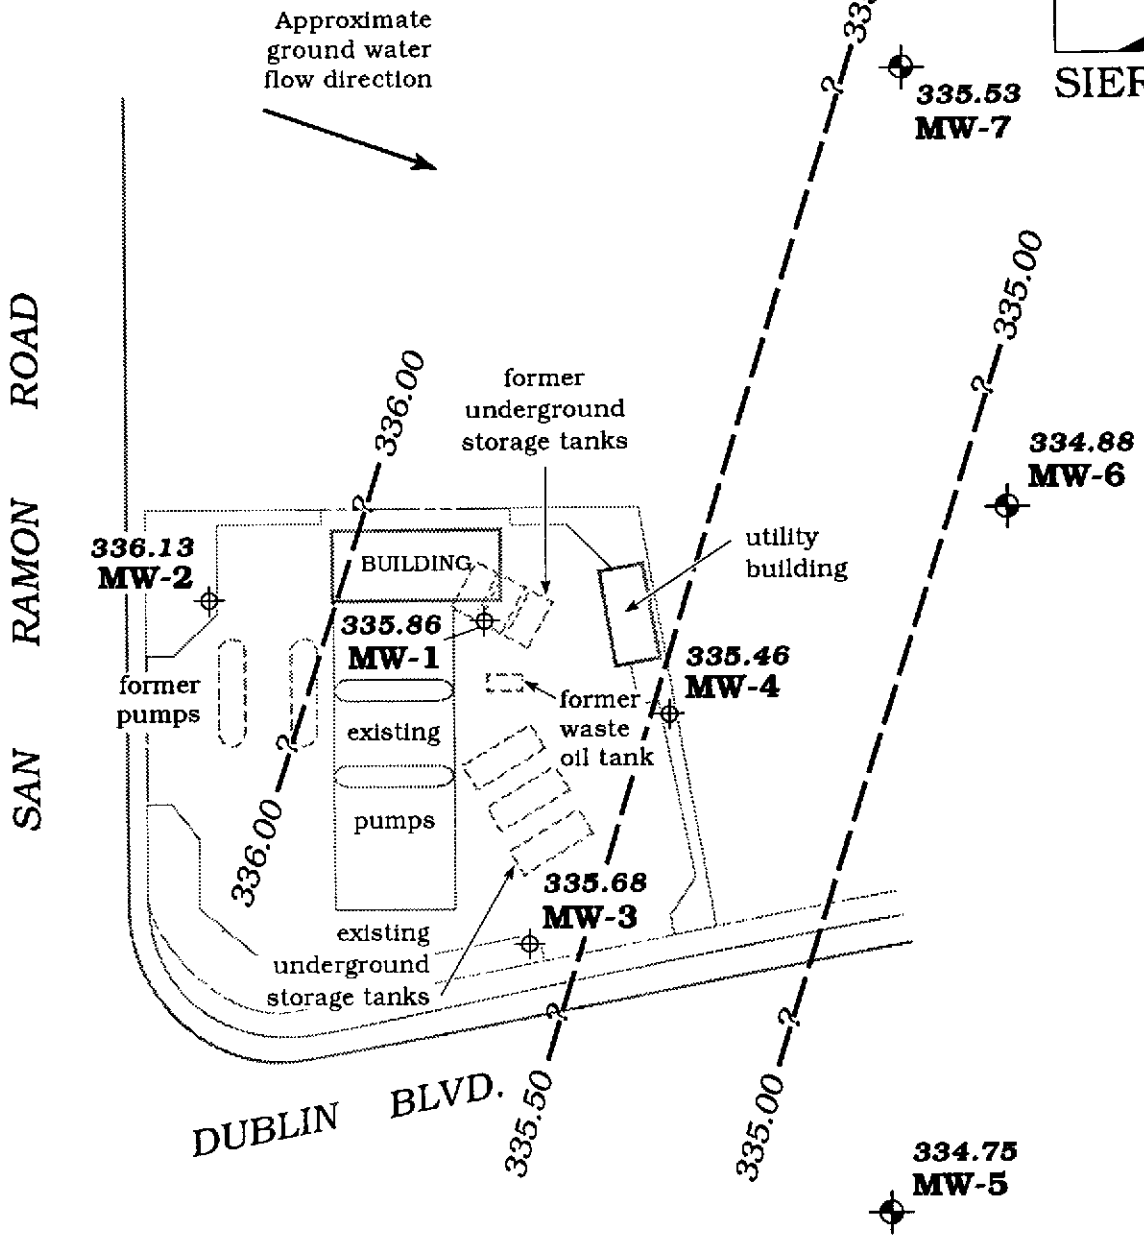 Approximate
ground water
flow direction
335.53
MW-7
335.00
SAN RAMON ROAD
336.00
former
underground
storage tanks
334.88
MW-6
336.13
MW-2
BUILDING
utility
building
335.86
MW-1
335.46
MW-4
former
pumps
former
waste
oil tank
existing
pumps
336.00
335.68
MW-3
existing
underground
storage tanks
DUBLIN BLVD.
335.50
335.00
334.75
MW-5
? ? ? ? ? ?